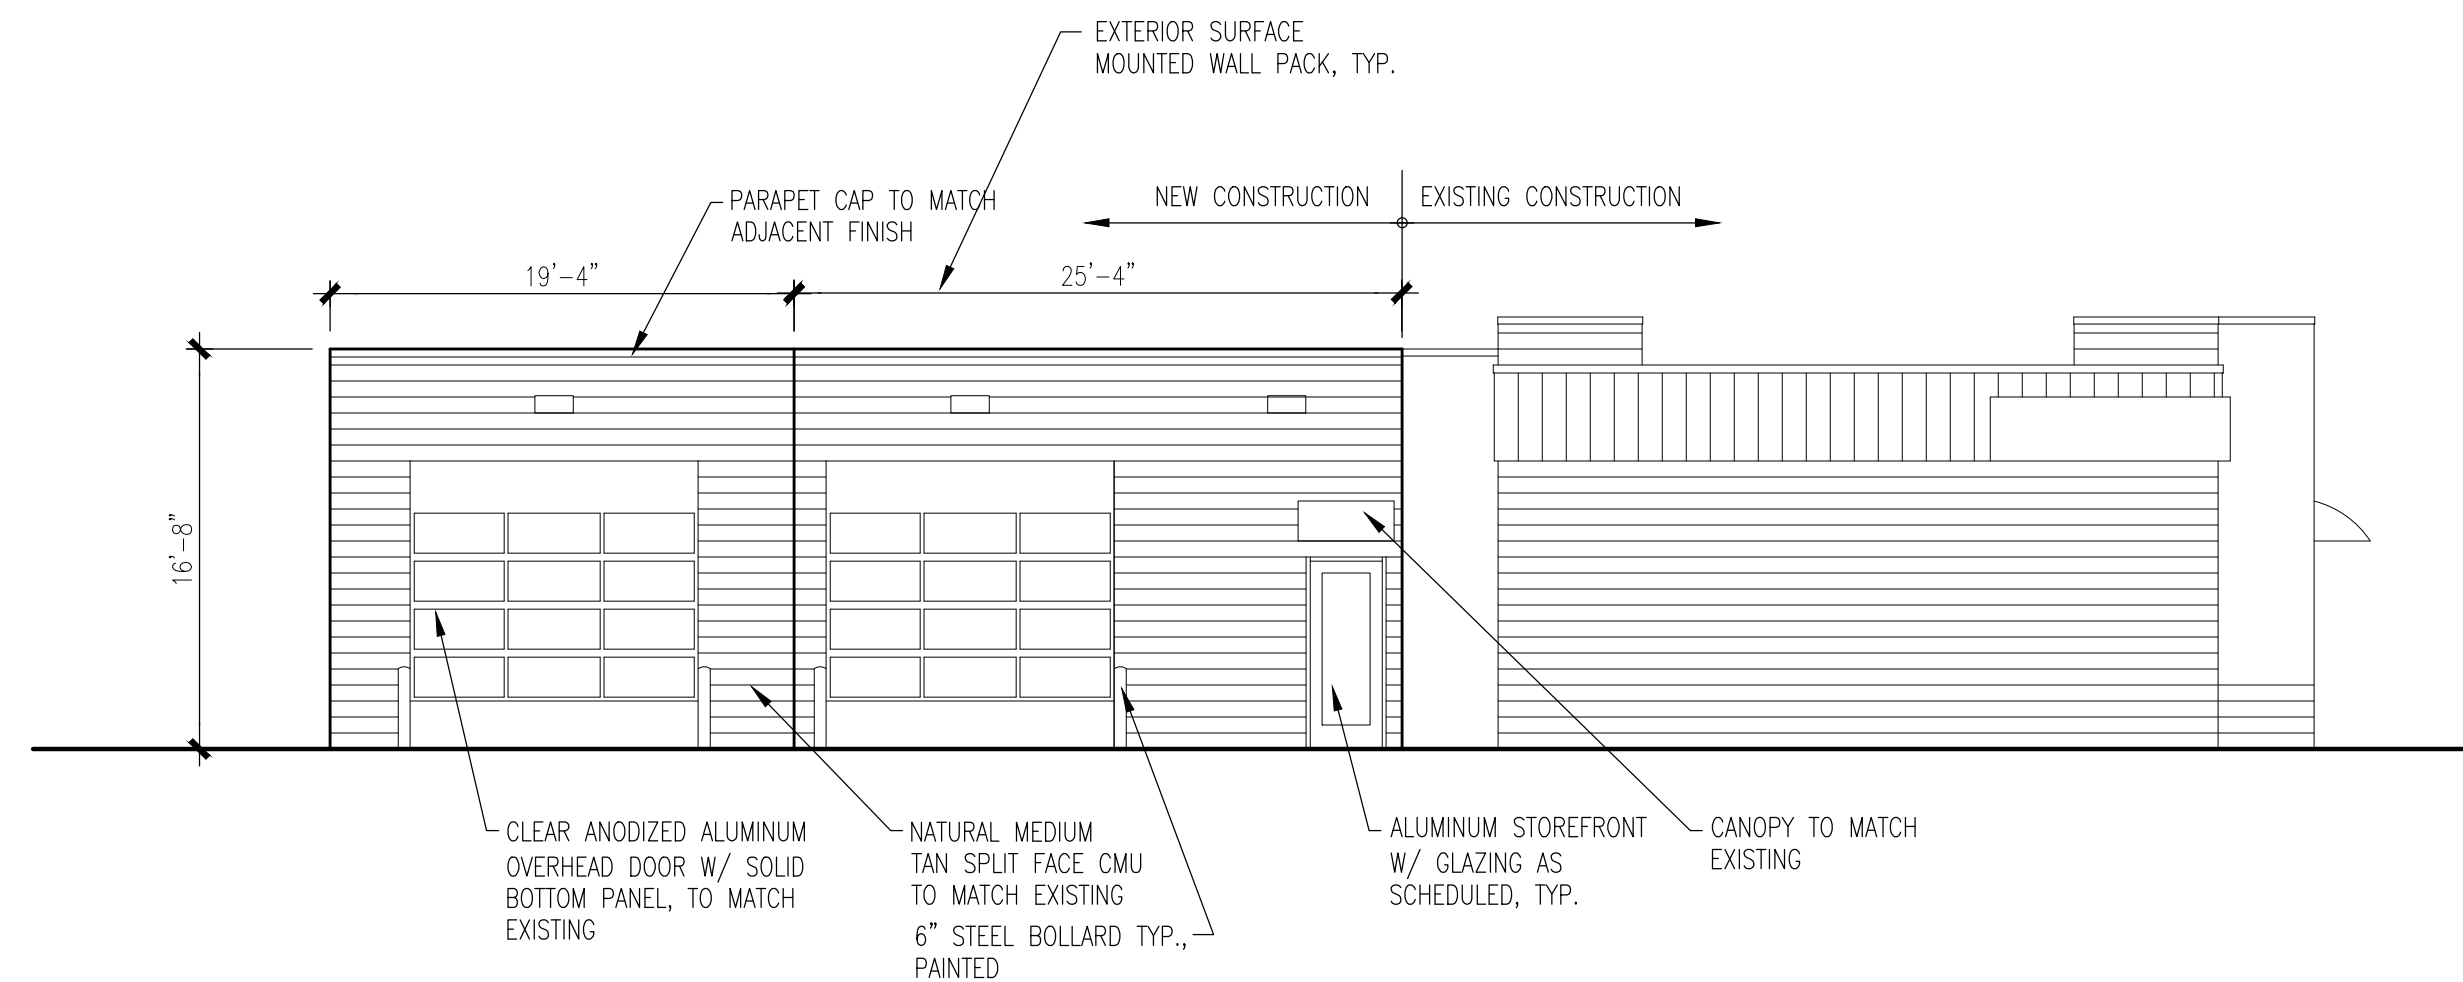 EXTERIOR SURFACE
MOUNTED WALL PACK, TYP.
PARAPET CAP TO MATCH
ADJACENT FINISH
NEW CONSTRUCTION
EXISTING CONSTRUCTION
19'-4"
25'-4"
16'-8"
CLEAR ANODIZED ALUMINUM
OVERHEAD DOOR W/ SOLID
BOTTOM PANEL, TO MATCH
EXISTING
NATURAL MEDIUM
TAN SPLIT FACE CMU
TO MATCH EXISTING
6" STEEL BOLLARD TYP.,
PAINTED
ALUMINUM STOREFRONT
W/ GLAZING AS
SCHEDULED, TYP.
CANOPY TO MATCH
EXISTING